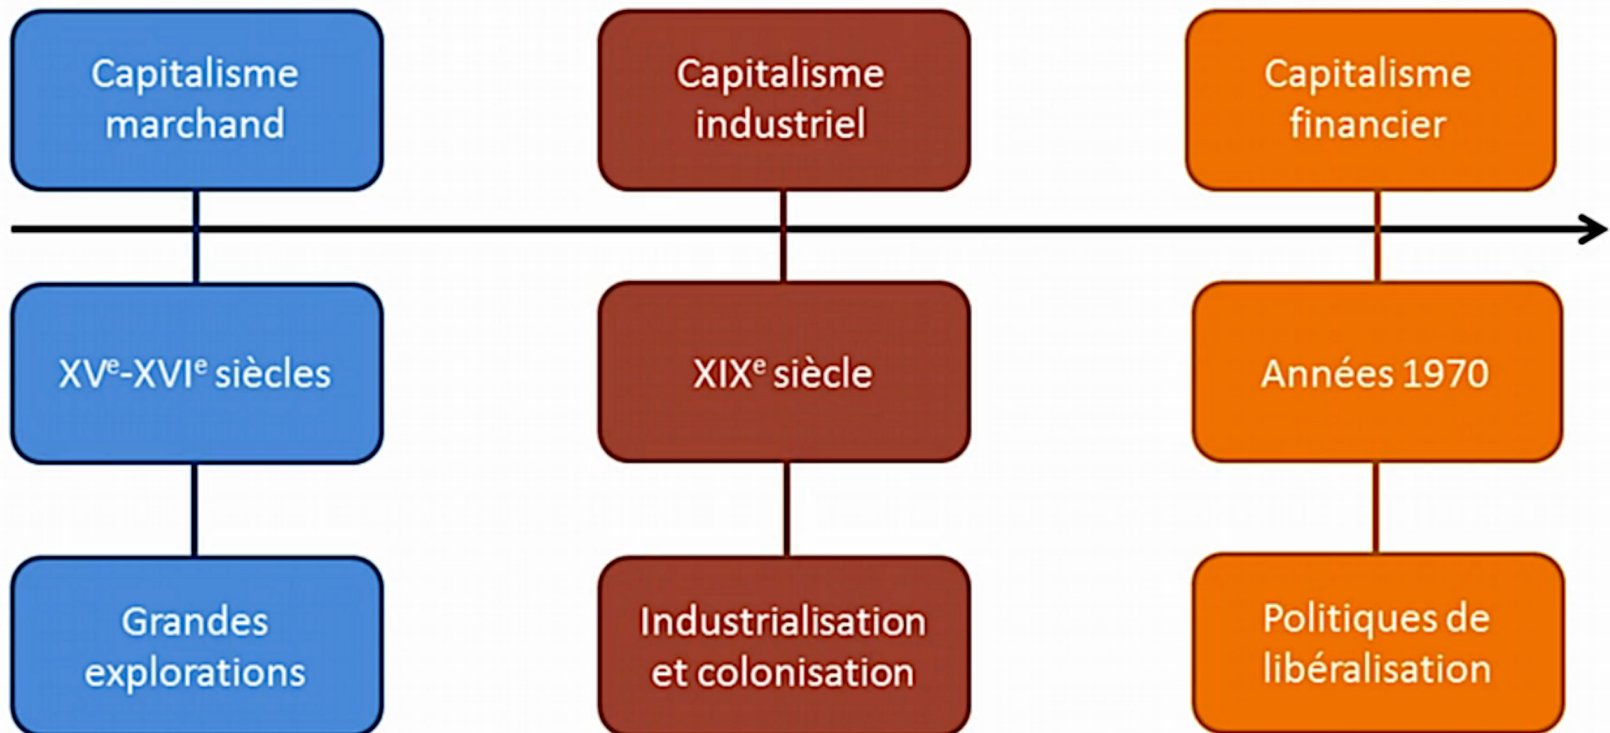 Capitalisme
marchand
Capitalisme
industriel
Capitalisme
financier
XVᵉ-XVIᵉ siècles
XIXᵉ siècle
Années 1970
Grandes
explorations
Industrialisation
et colonisation
Politiques de
libéralisation